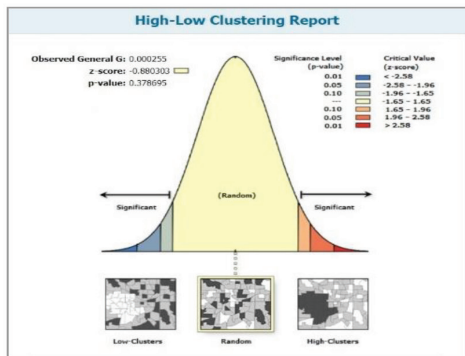 High-Low Clustering Report
Observed General G: 0.000255
z-score: -0.880303
p-value: 0.378695
Significance Level
(p-value)
Critical Value
(z-score)
0.01 < -2.58
0.05 -2.58 - -1.96
0.10 -1.96 - -1.65
--- -1.65 - 1.65
0.10 1.65 - 1.96
0.05 1.96 - 2.58
0.01 > 2.58
Significant
(Random)
Significant
Low-Clusters
Random
High-Clusters